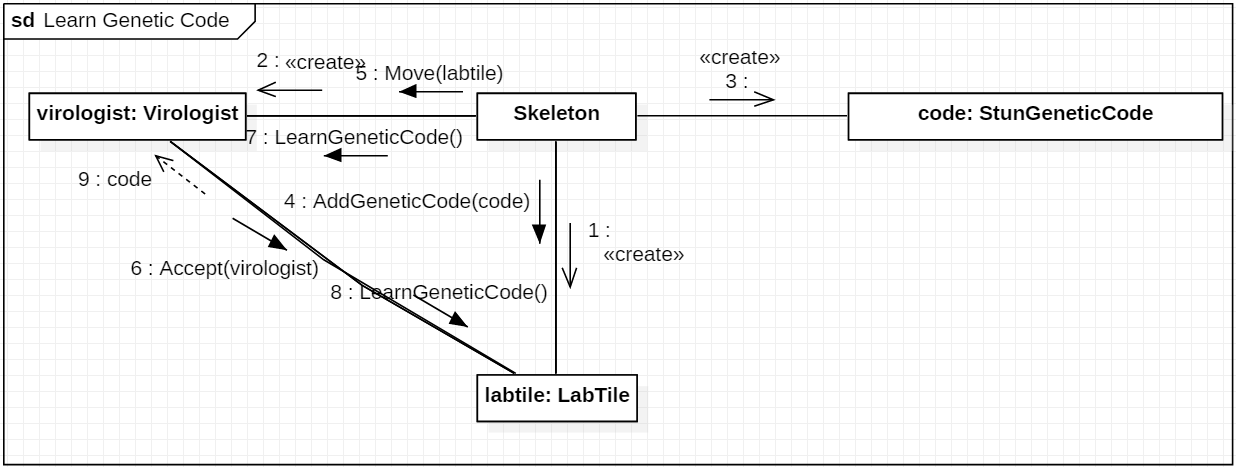 sd Learn Genetic Code
2 : «create»
5 : Move(labtile)
«create»
3 :
virologist: Virologist
Skeleton
code: StunGeneticCode
7 : LearnGeneticCode()
9 : code
4 : AddGeneticCode(code)
1 :
«create»
6 : Accept(virologist)
8 : LearnGeneticCode()
labtile: LabTile